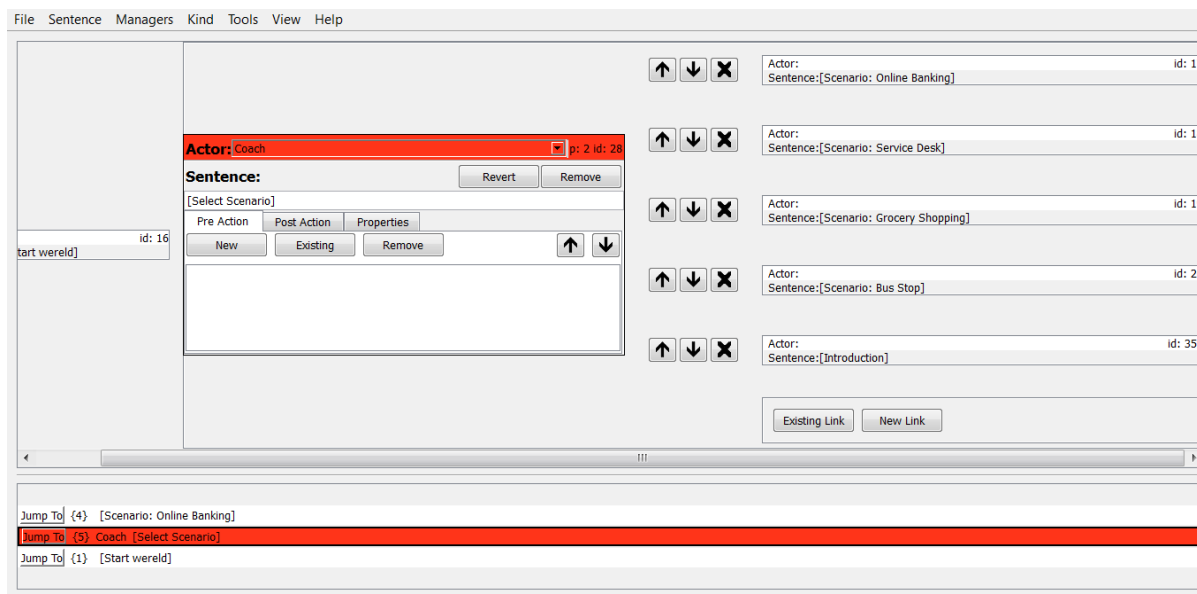 File Sentence Managers Kind Tools View Help
id: 16
tart wereld]
Actor: Coach p: 2 id: 28
Sentence: Revert Remove
[Select Scenario]
Pre Action Post Action Properties
New Existing Remove
Actor: id: 1
Sentence:[Scenario: Online Banking]
Actor: id: 1
Sentence:[Scenario: Service Desk]
Actor: id: 1
Sentence:[Scenario: Grocery Shopping]
Actor: id: 2
Sentence:[Scenario: Bus Stop]
Actor: id: 35
Sentence:[Introduction]
Existing Link New Link
Jump To {4} [Scenario: Online Banking]
Jump To {5} Coach [Select Scenario]
Jump To {1} [Start wereld]